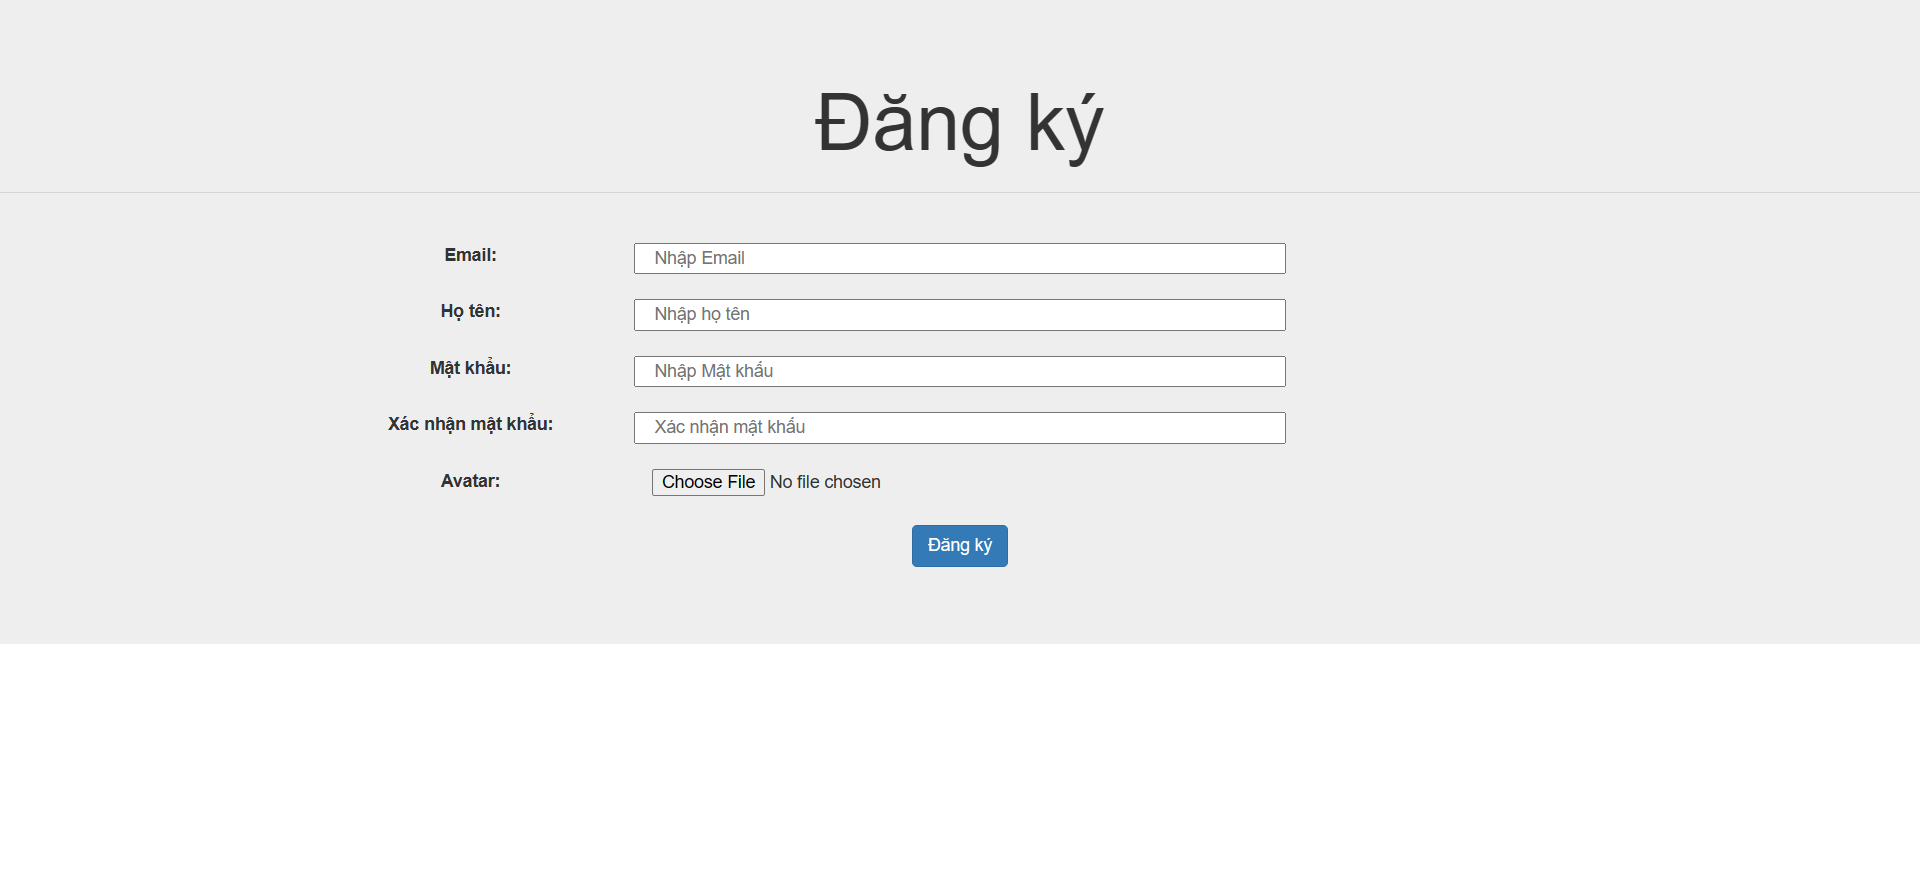 Đăng ký
Email: Nhập Email
Họ tên: Nhập họ tên
Mật khẩu: Nhập Mật khẩu
Xác nhận mật khẩu: Xác nhận mật khẩu
Avatar: Choose File No file chosen
Đăng ký